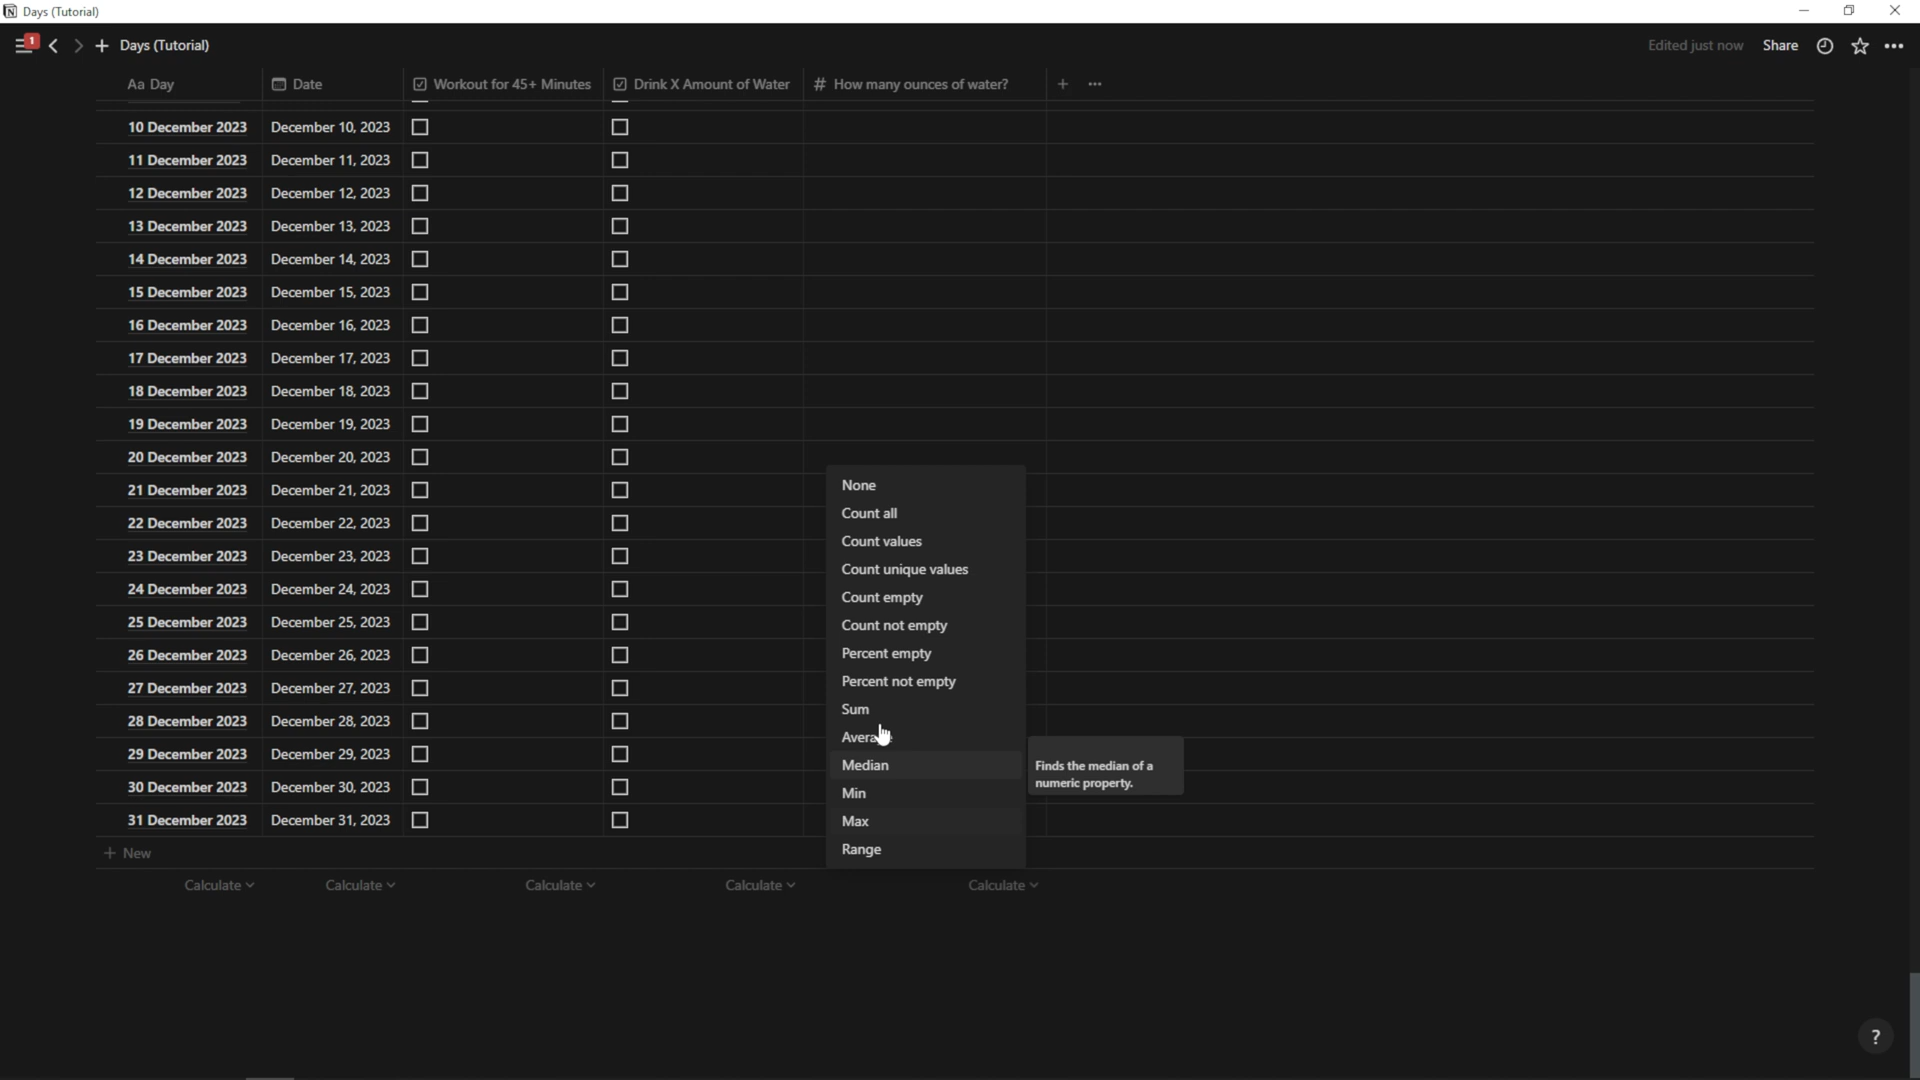 Days (Tutorial)
1
Days (Tutorial)
Edited just now
Share
Aa Day
Date
Workout for 45+ Minutes
Drink X Amount of Water
# How many ounces of water?
10 December 2023 December 10, 2023
11 December 2023 December 11, 2023
12 December 2023 December 12, 2023
13 December 2023 December 13, 2023
14 December 2023 December 14, 2023
15 December 2023 December 15, 2023
16 December 2023 December 16, 2023
17 December 2023 December 17, 2023
18 December 2023 December 18, 2023
19 December 2023 December 19, 2023
20 December 2023 December 20, 2023
21 December 2023 December 21, 2023
22 December 2023 December 22, 2023
23 December 2023 December 23, 2023
24 December 2023 December 24, 2023
25 December 2023 December 25, 2023
26 December 2023 December 26, 2023
27 December 2023 December 27, 2023
28 December 2023 December 28, 2023
29 December 2023 December 29, 2023
30 December 2023 December 30, 2023
31 December 2023 December 31, 2023
+ New
Calculate Calculate Calculate Calculate Calculate
None
Count all
Count values
Count unique values
Count empty
Count not empty
Percent empty
Percent not empty
Sum
Median
Min
Max
Range
Finds the median of a
numeric property.
?